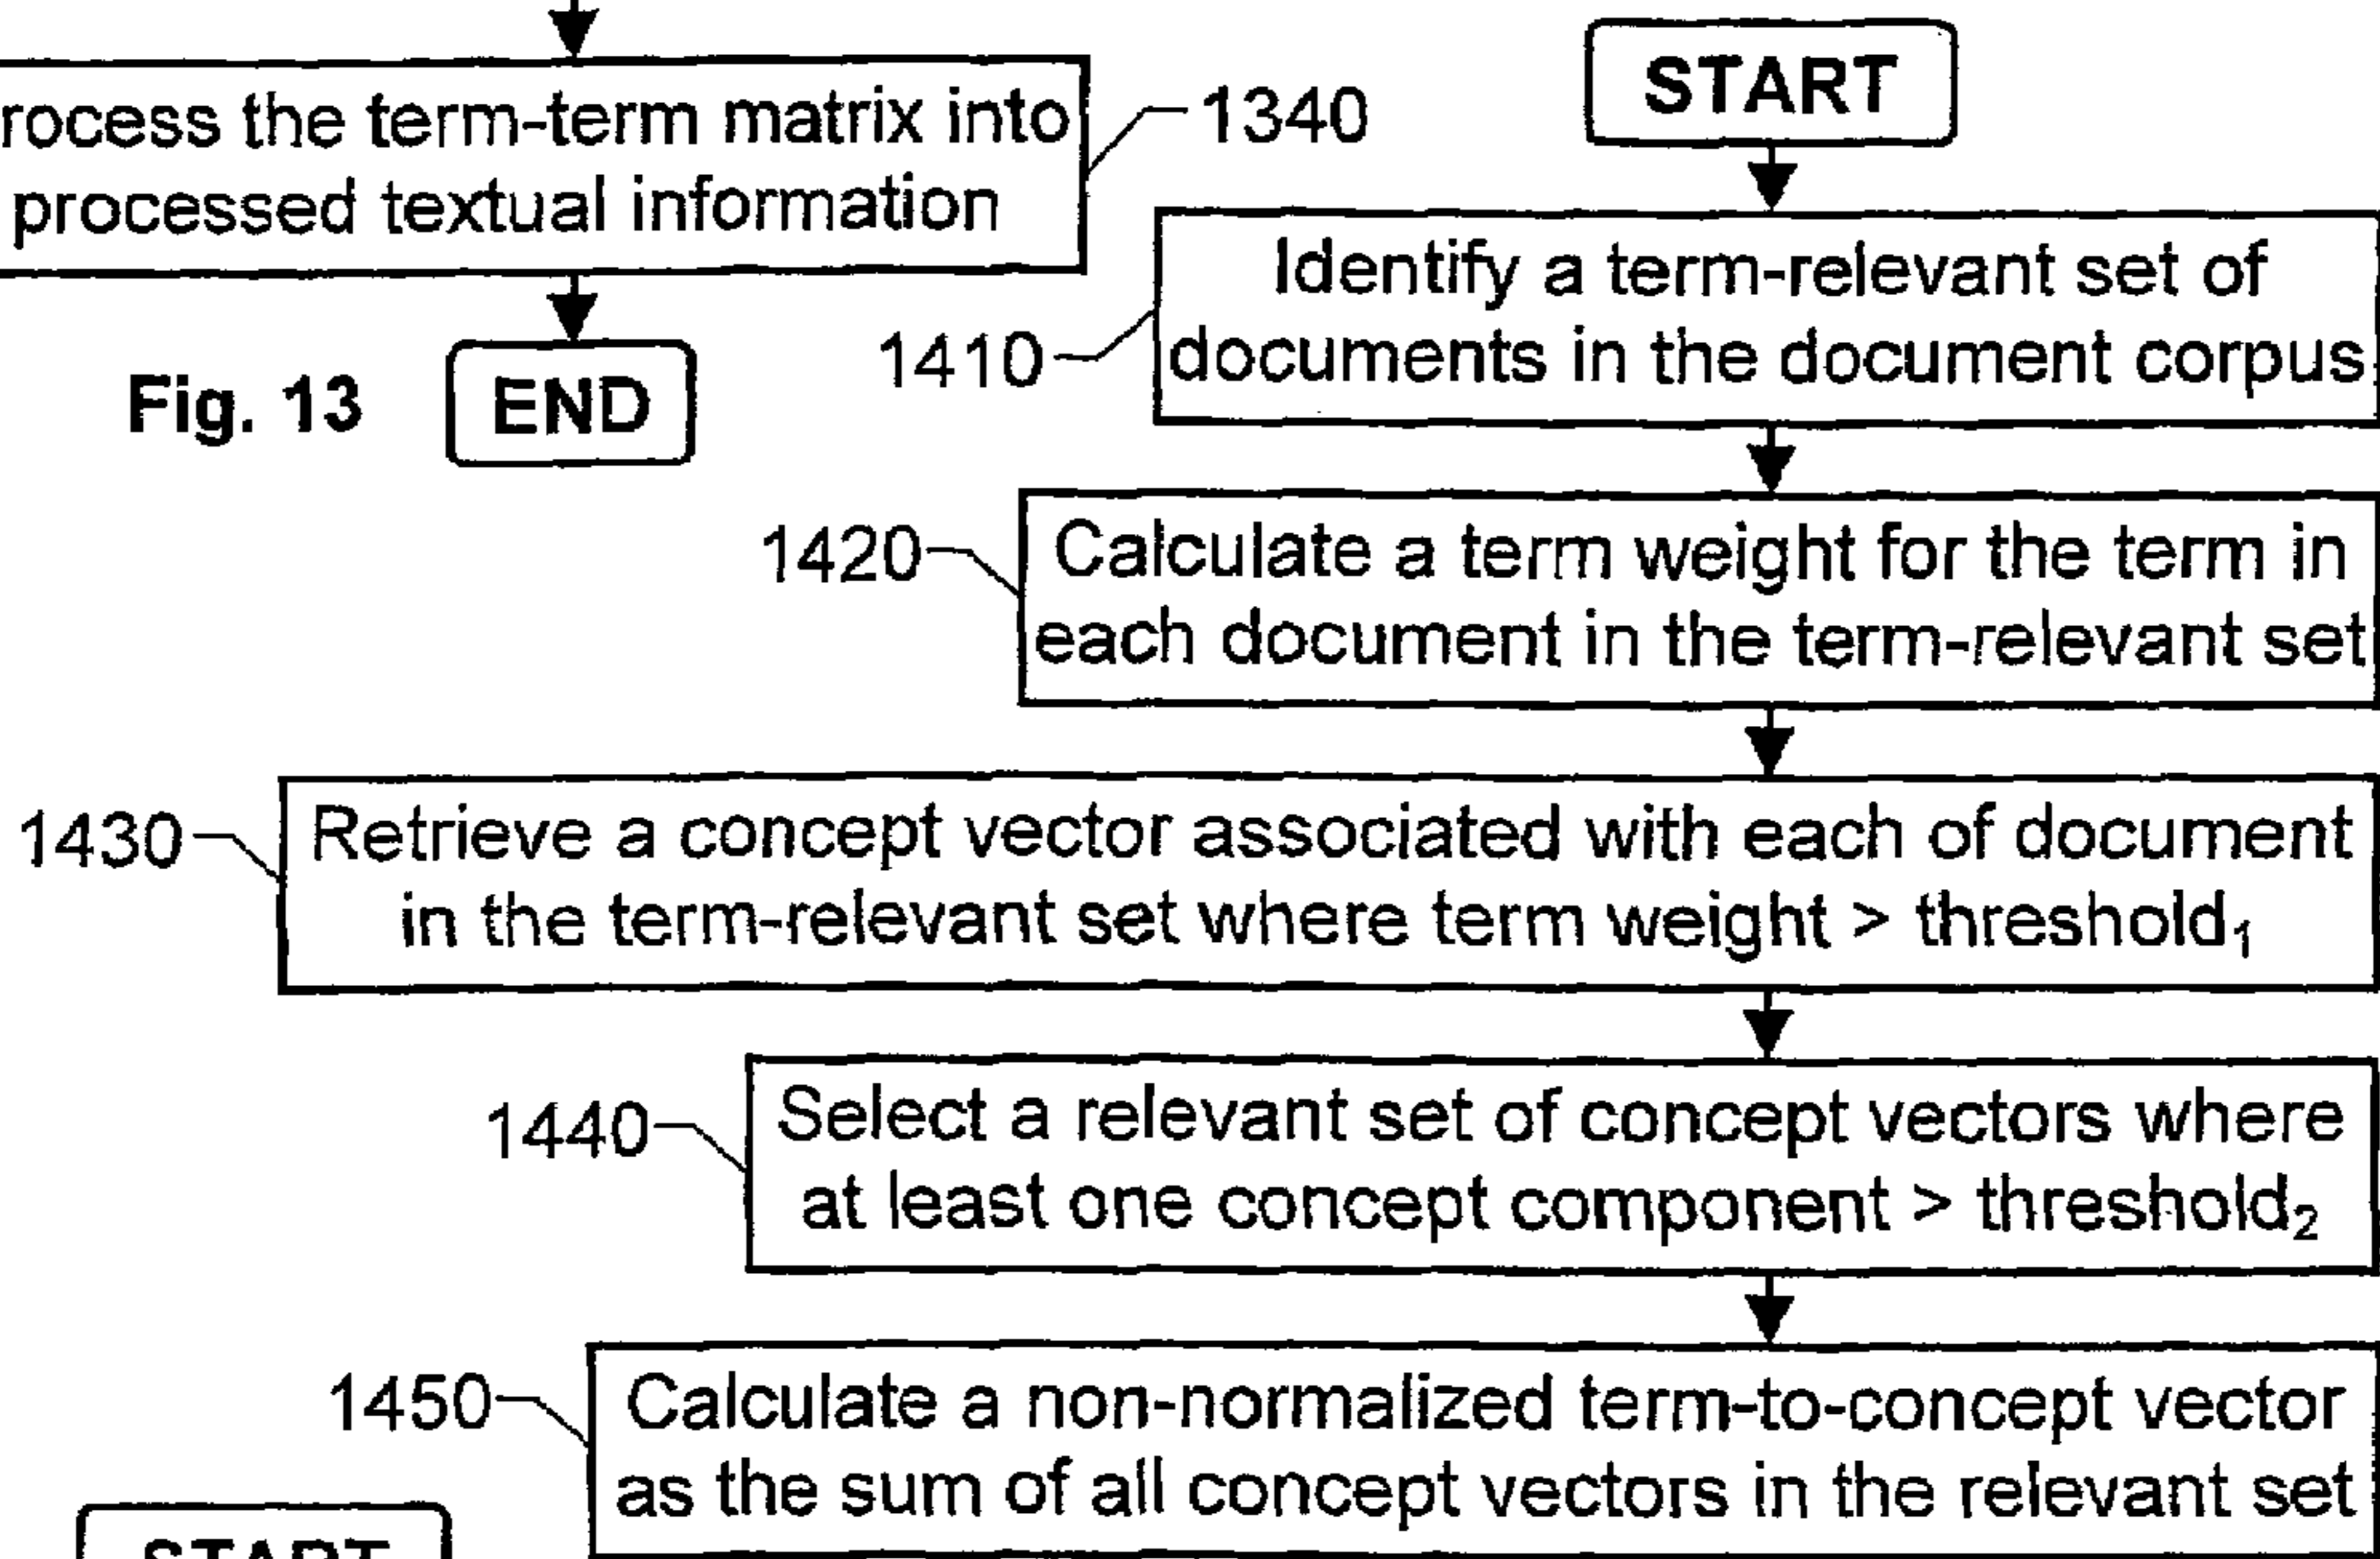 rocess the term-term matrix into
processed textual information
1340
END
Fig. 13
START
Identify a term-relevant set of
documents in the document corpus
1410
Calculate a term weight for the term in
each document in the term-relevant set
1420
Retrieve a concept vector associated with each of document
in the term-relevant set where term weight > threshold₁
1430
Select a relevant set of concept vectors where
at least one concept component > threshold₂
1440
Calculate a non-normalized term-to-concept vector
as the sum of all concept vectors in the relevant set
1450
START